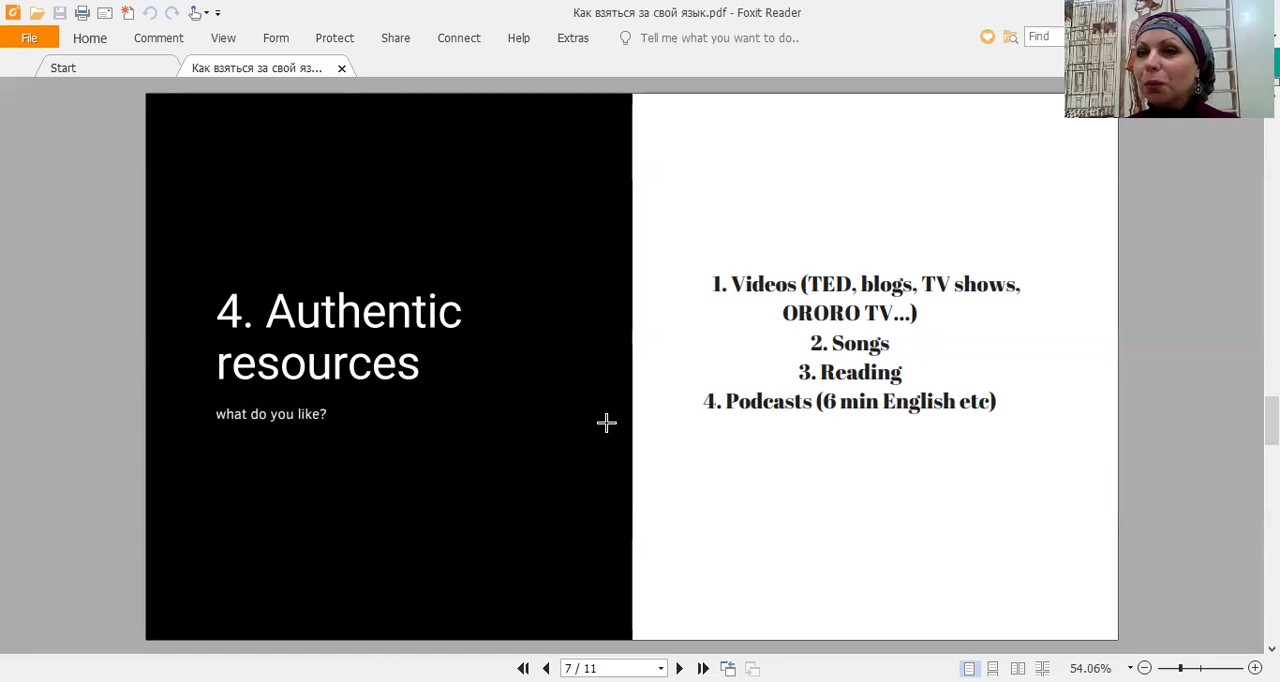 Как взяться за свой язык.pdf - Foxit Reader
File Home Comment View Form Protect Share Connect Help Extras Tell me what you want to do.. Find
Start Как взяться за свой яз...
4. Authentic
resources
what do you like?
1. Videos (TED, blogs, TV shows,
ORORO TV...)
2. Songs
3. Reading
4. Podcasts (6 min English etc)
7 / 11
54.06%